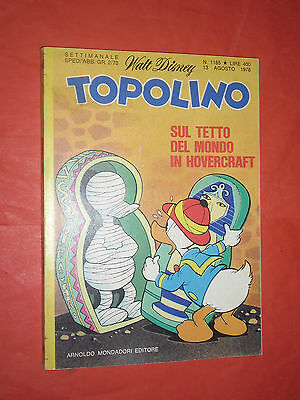 SETTIMANALE
SPED/ABB. GR. 2/70
Walt Disney
N. 1185 ★ LIRE 400
13 AGOSTO 1978
TOPOLINO
SUL TETTO
DEL MONDO
IN HOVERCRAFT
ARNOLDO MONDADORI EDITORE